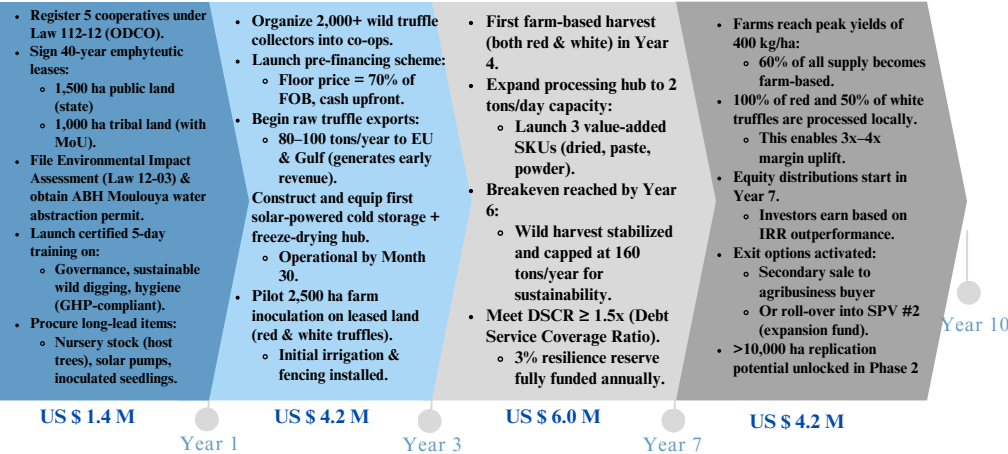 • Register 5 cooperatives under
Law 112-12 (ODCO).
• Sign 40-year emphyteutic
leases:
◦ 1,500 ha public land
(state)
◦ 1,000 ha tribal land (with
MoU).
• File Environmental Impact
Assessment (Law 12-03) &
obtain ABH Moulouya water
abstraction permit.
• Launch certified 5-day
training on:
◦ Governance, sustainable
wild digging, hygiene
(GHP-compliant).
• Procure long-lead items:
◦ Nursery stock (host
trees), solar pumps,
inoculated seedlings.
US $ 1.4 M
Year 1
• Organize 2,000+ wild truffle
collectors into co-ops.
• Launch pre-financing scheme:
◦ Floor price = 70% of
FOB, cash upfront.
• Begin raw truffle exports:
◦ 80–100 tons/year to EU
& Gulf (generates early
revenue).
• Construct and equip first
solar-powered cold storage +
freeze-drying hub.
◦ Operational by Month
30.
• Pilot 2,500 ha farm
inoculation on leased land
(red & white truffles).
◦ Initial irrigation &
fencing installed.
US $ 4.2 M
Year 3
• First farm-based harvest
(both red & white) in Year
4.
• Expand processing hub to 2
tons/day capacity:
◦ Launch 3 value-added
SKUs (dried, paste,
powder).
• Breakeven reached by Year
6:
◦ Wild harvest stabilized
and capped at 160
tons/year for
sustainability.
• Meet DSCR ≥ 1.5x (Debt
Service Coverage Ratio).
◦ 3% resilience reserve
fully funded annually.
US $ 6.0 M
Year 7
• Farms reach peak yields of
400 kg/ha:
◦ 60% of all supply becomes
farm-based.
• 100% of red and 50% of white
truffles are processed locally.
◦ This enables 3x–4x
margin uplift.
• Equity distributions start in
Year 7.
◦ Investors earn based on
IRR outperformance.
• Exit options activated:
◦ Secondary sale to
agribusiness buyer
◦ Or roll-over into SPV #2
(expansion fund).
• >10,000 ha replication
potential unlocked in Phase 2
US $ 4.2 M
Year 10